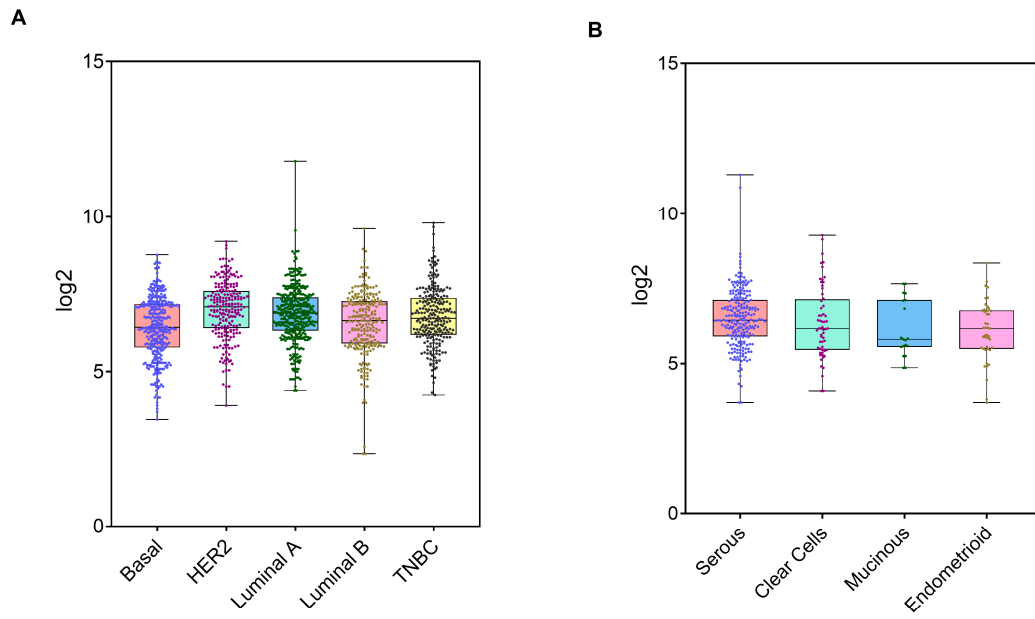 A
B
15
10
5
0
log2
Basal
HER2
Luminal A
Luminal B
TNBC
15
10
5
0
log2
Serous
Clear Cells
Mucinous
Endometrioid